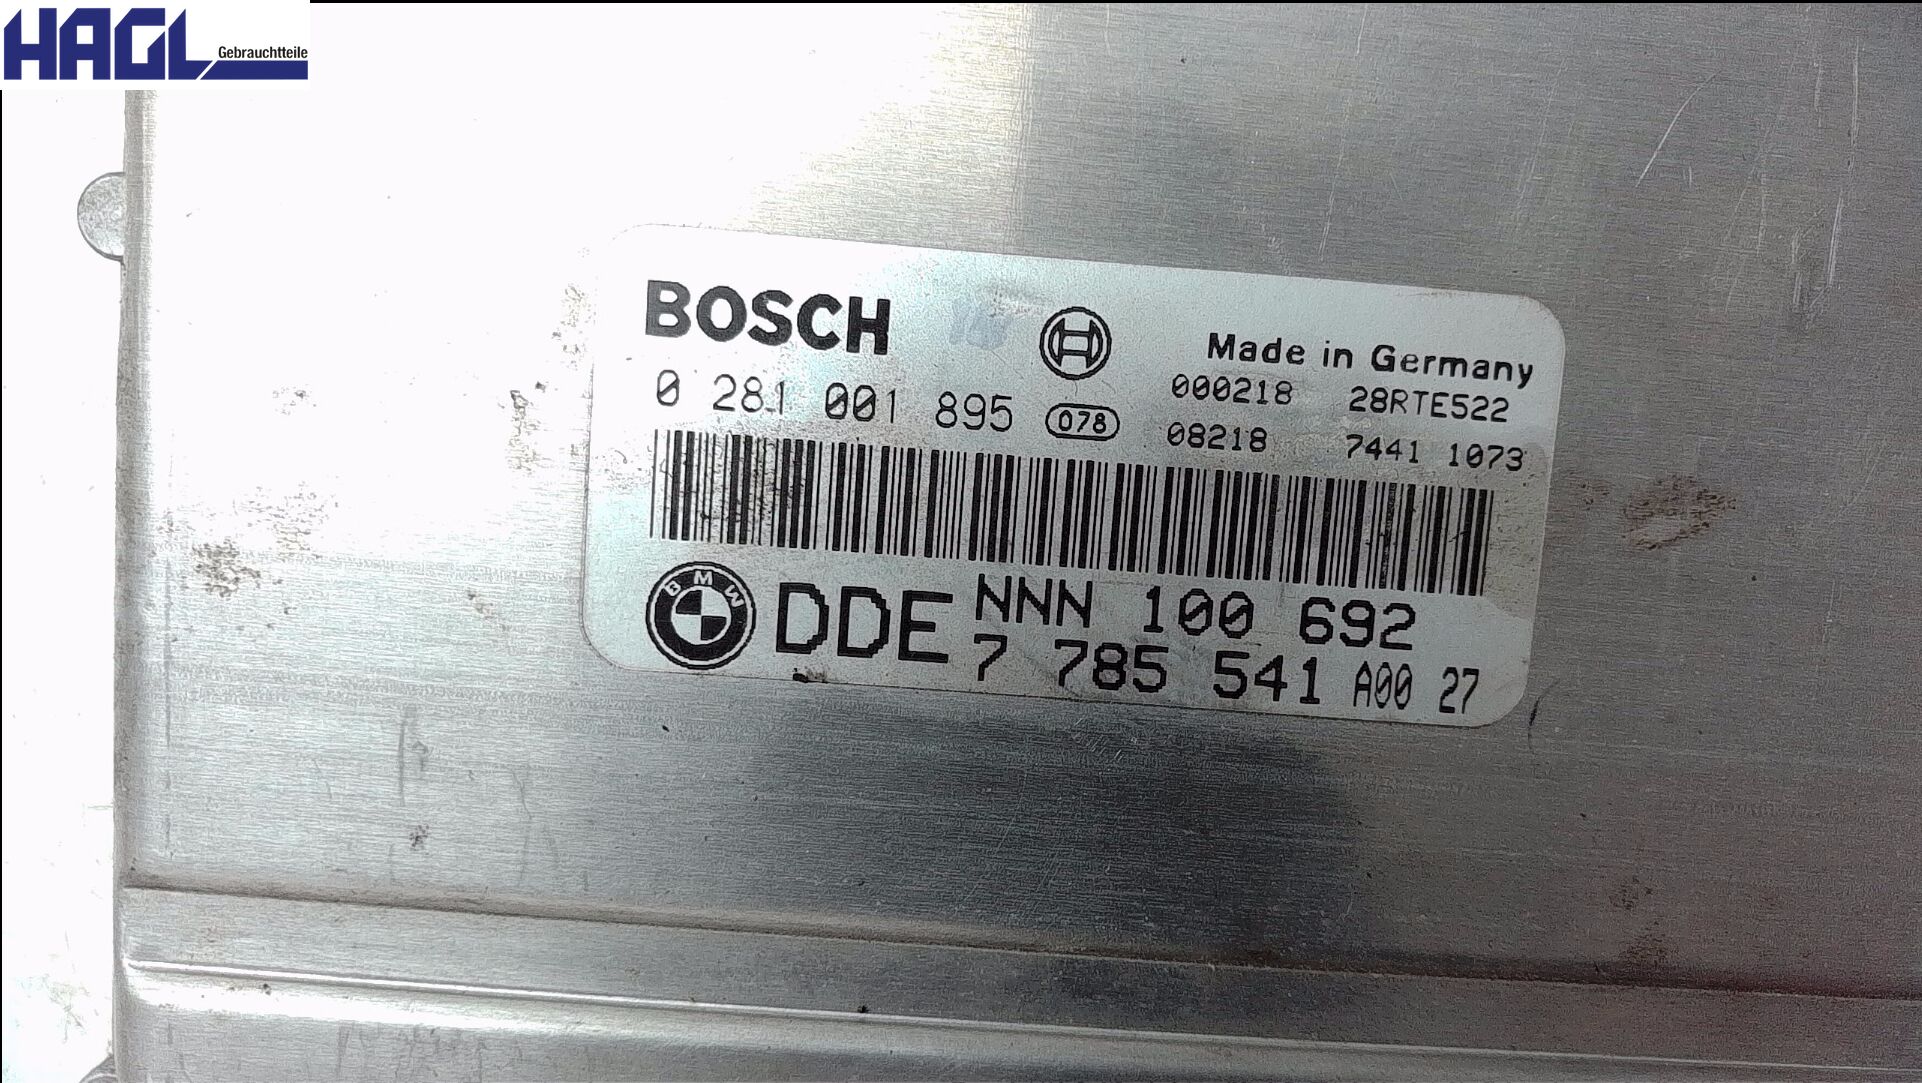 HAGL Gebrauchtteile
BOSCH
Made in Germany
0 281 001 895 078 000218 28RTE522
08218 7441 1073
BMW DDE NNN 100 692
7 785 541 A00 27